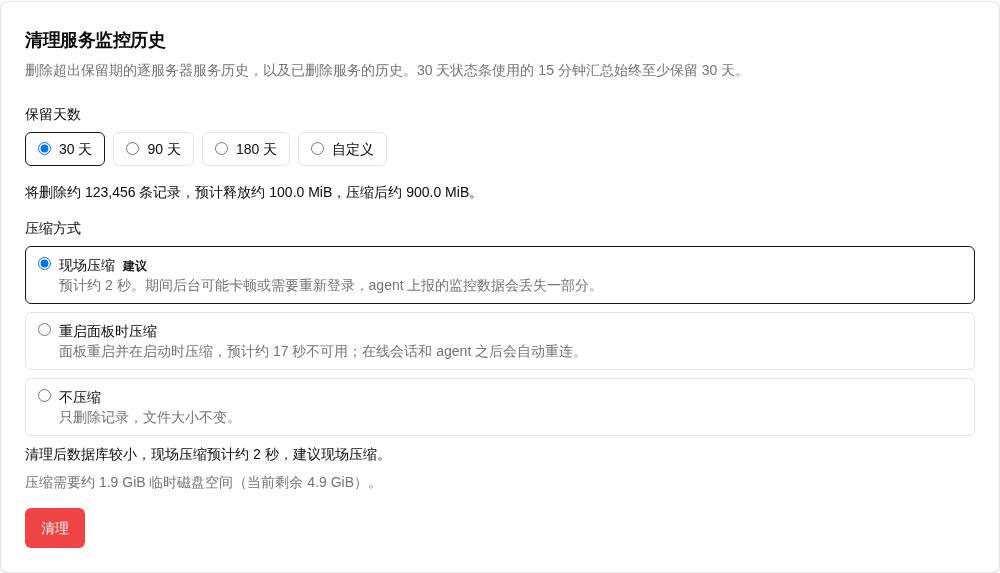 清理服务监控历史
删除超出保留期的逐服务器服务历史，以及已删除服务的历史。30 天状态条使用的 15 分钟汇总始终至少保留 30 天。
保留天数
30 天 90 天 180 天 自定义
将删除约 123,456 条记录，预计释放约 100.0 MiB，压缩后约 900.0 MiB。
压缩方式
现场压缩 建议
预计约 2 秒。期间后台可能卡顿或需要重新登录，agent 上报的监控数据会丢失一部分。
重启面板时压缩
面板重启并在启动时压缩，预计约 17 秒不可用；在线会话和 agent 之后会自动重连。
不压缩
只删除记录，文件大小不变。
清理后数据库较小，现场压缩预计约 2 秒，建议现场压缩。
压缩需要约 1.9 GiB 临时磁盘空间（当前剩余 4.9 GiB）。
清理